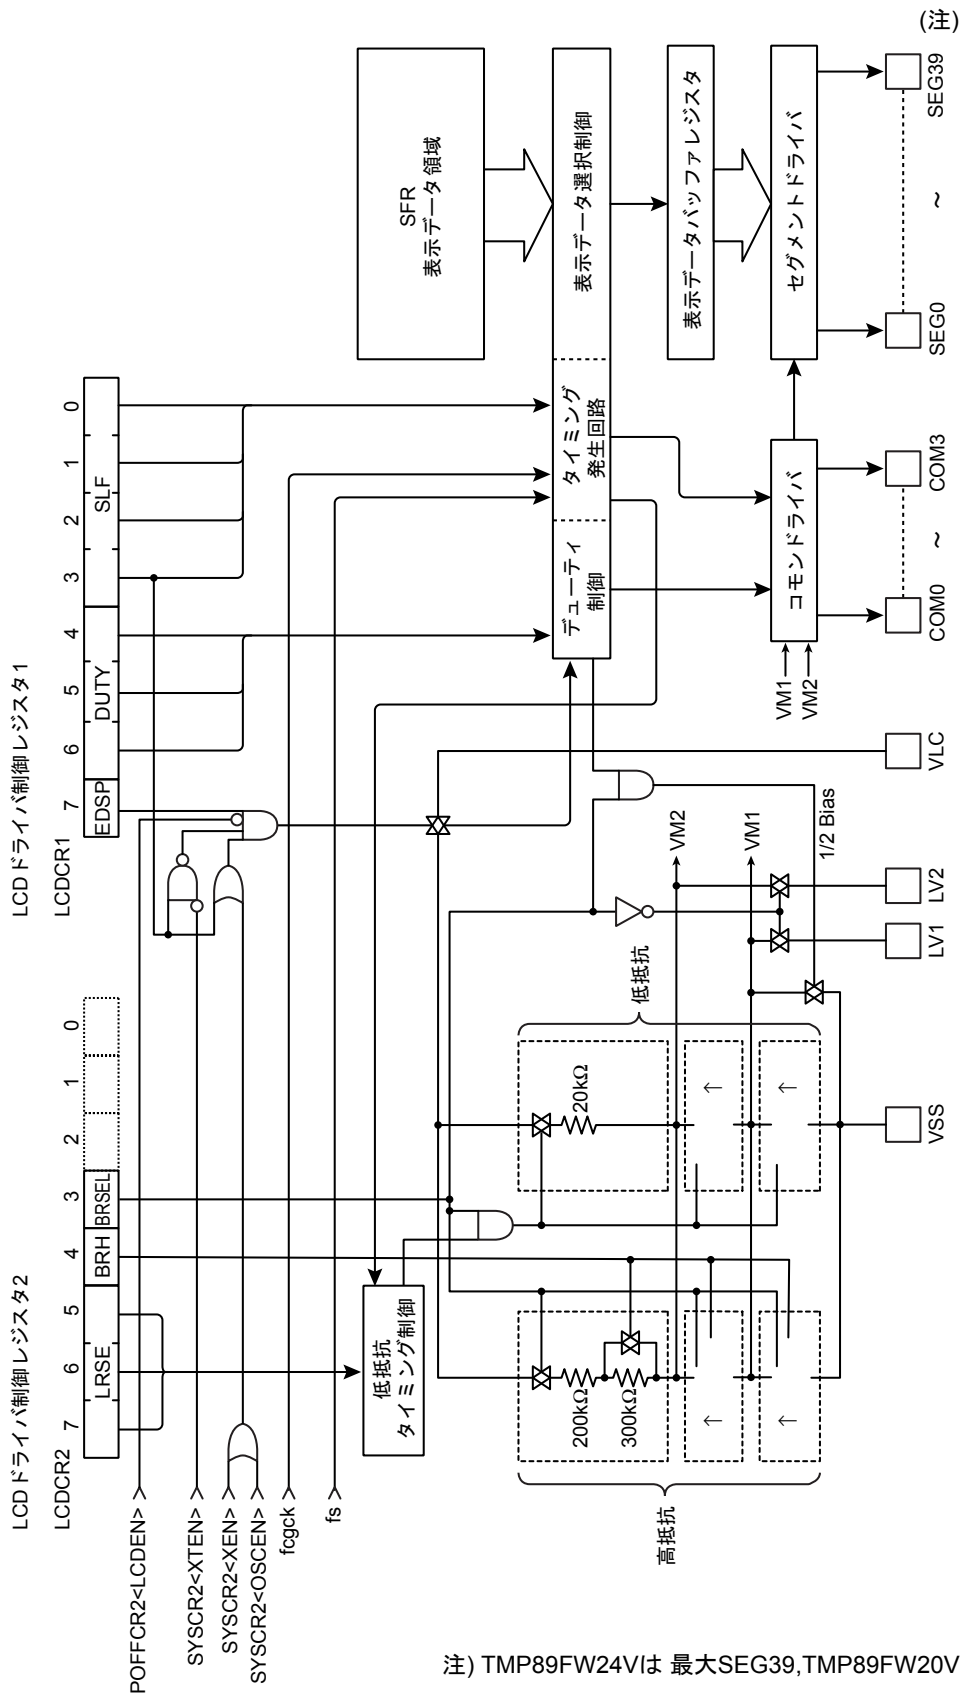 LCDドライバ制御レジスタ2
LCDCR2
7 6 5 4 3 2 1 0
LRSE BRH BRSEL
LCDドライバ制御レジスタ1
LCDCR1
7 6 5 4 3 2 1 0
EDSP DUTY SLF
POFFCR2<LCDEN>
SYSCR2<XTEN>
SYSCR2<XEN>
SYSCR2<OSCEN>
fcgck
fs
低抵抗
タイミング制御
SFR
表示データ領域
デューティ
制御
タイミング
発生回路
表示データ選択制御
表示データバッファレジスタ
高抵抗
200kΩ
300kΩ
↑
↑
低抵抗
20kΩ
↑
↑
VM2
VM1
1/2 Bias
VM1
VM2
コモンドライバ
セグメントドライバ
VSS
LV1
LV2
VLC
COM0
~
COM3
SEG0
~
SEG39
(注)
注) TMP89FW24Vは 最大SEG39,TMP89FW20V